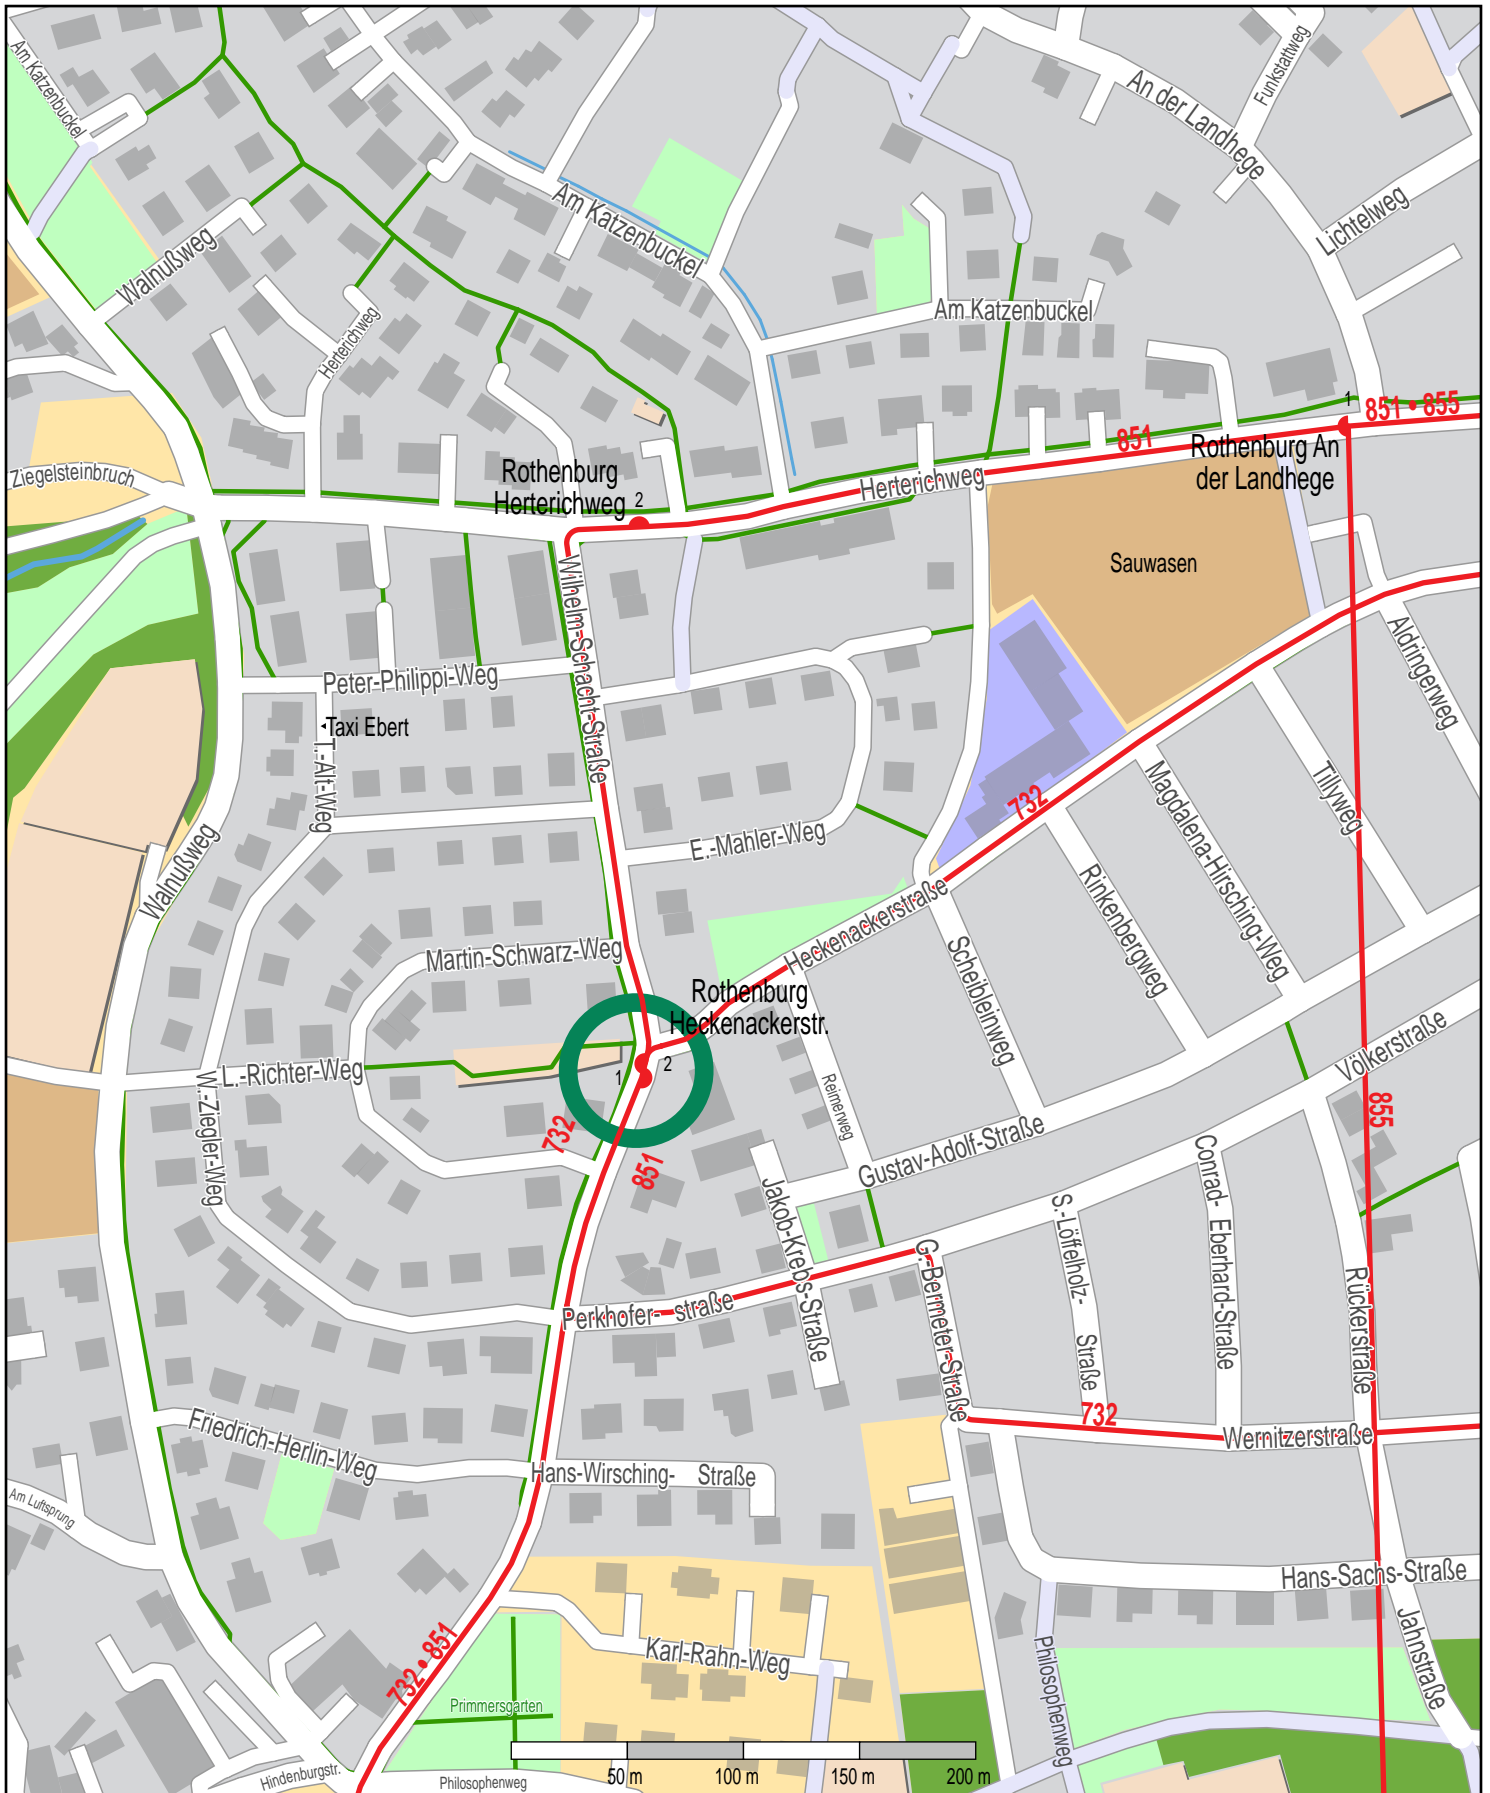 Am Katzenbuckel
An der Landhege
Funkstattweg
Am Katzenbuckel
Lichtelweg
Walnußweg
Herterichweg
Am Katzenbuckel
1
851 • 855
851
Rothenburg An
der Landhege
Ziegelsteinbruch
Rothenburg
Herterichweg
2
Herterichweg
Sauwasen
Wilhelm-Schacht-Straße
Aldringerweg
Peter-Philippi-Weg
Taxi Ebert
T.-Alt-Weg
732
Magdalena-Hirsching-Weg
Tillyweg
Walnußweg
E.-Mahler-Weg
Rinkenbergweg
Heckenackerstraße
Martin-Schwarz-Weg
Scheibleinweg
Rothenburg
Heckenackerstr.
Völkerstraße
L.-Richter-Weg
1
2
Reimerweg
855
W.-Ziegler-Weg
732
851
Gustav-Adolf-Straße
Jakob-Krebs-Straße
Conrad- Eberhard-Straße
S.-Löffelholz- Straße
G.-Bermeter-Straße
Rückerstraße
Perkhofer- straße
732
Wernitzerstraße
Friedrich-Herlin-Weg
Hans-Wirsching- Straße
Am Luftsprung
Hans-Sachs-Straße
Jahnstraße
Karl-Rahn-Weg
Philosophenweg
732 • 851
Primmersgarten
Hindenburgstr.
Philosophenweg
50 m
100 m
150 m
200 m